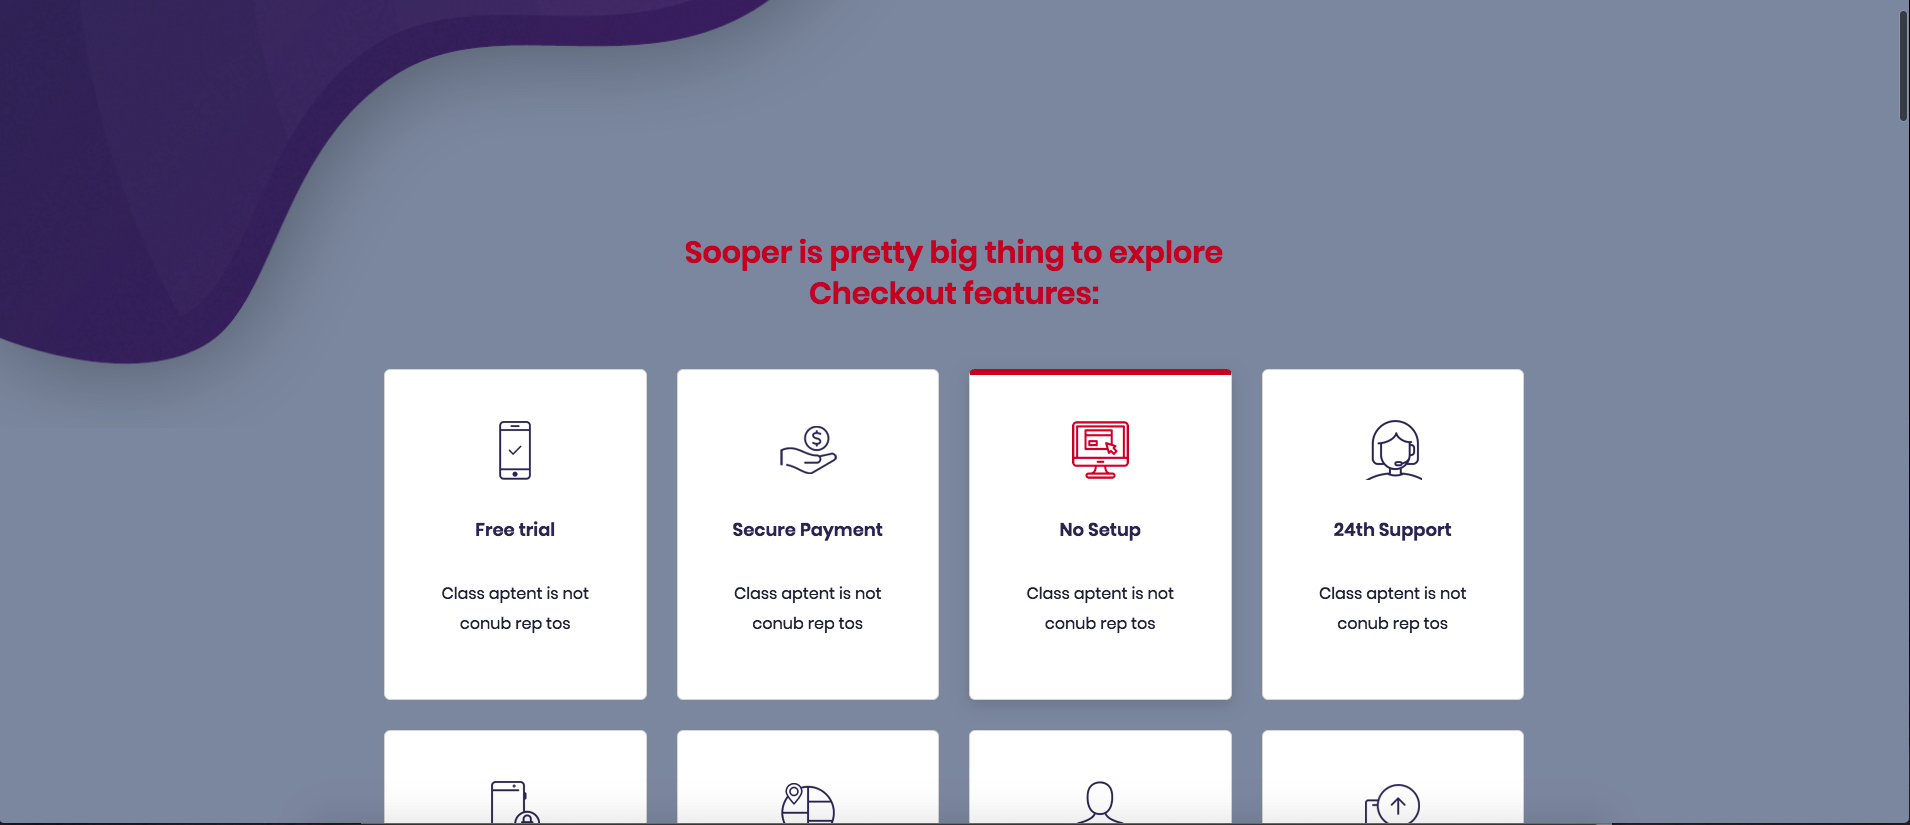 Sooper is pretty big thing to explore
Checkout features:
Free trial
Class aptent is not
conub rep tos
Secure Payment
Class aptent is not
conub rep tos
No Setup
Class aptent is not
conub rep tos
24th Support
Class aptent is not
conub rep tos